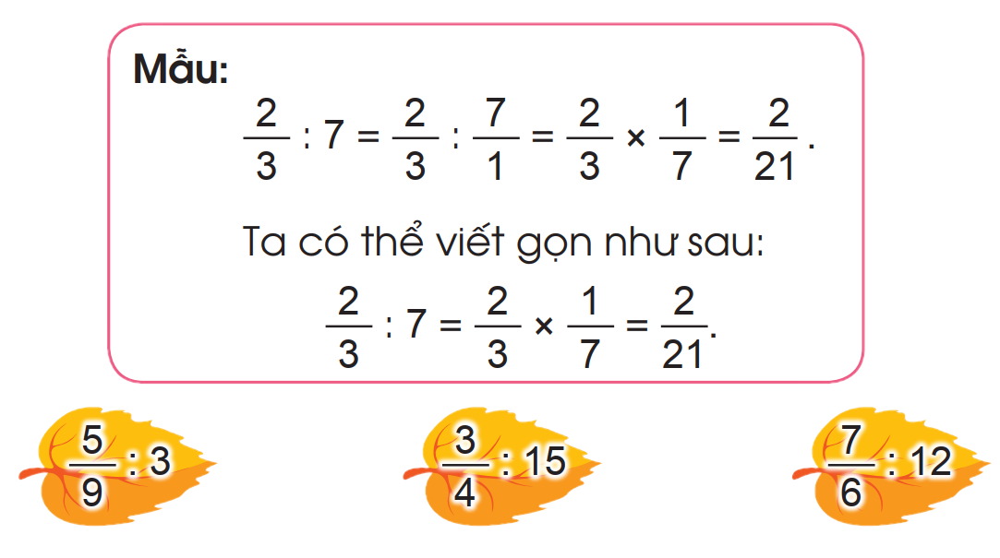 Mẫu:
2/3 : 7 = 2/3 : 7/1 = 2/3 × 1/7 = 2/21.
Ta có thể viết gọn như sau:
2/3 : 7 = 2/3 × 1/7 = 2/21.
5/9 : 3 3/4 : 15 7/6 : 12